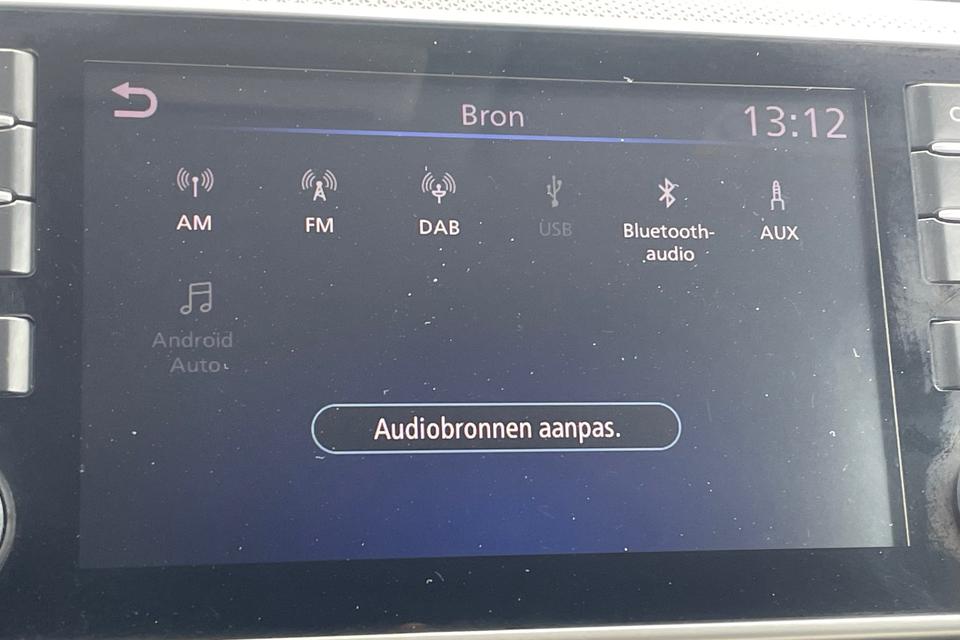 Bron
13:12
AM
FM
DAB
USB
Bluetooth-
audio
AUX
Android
Auto
Audiobronnen aanpas.